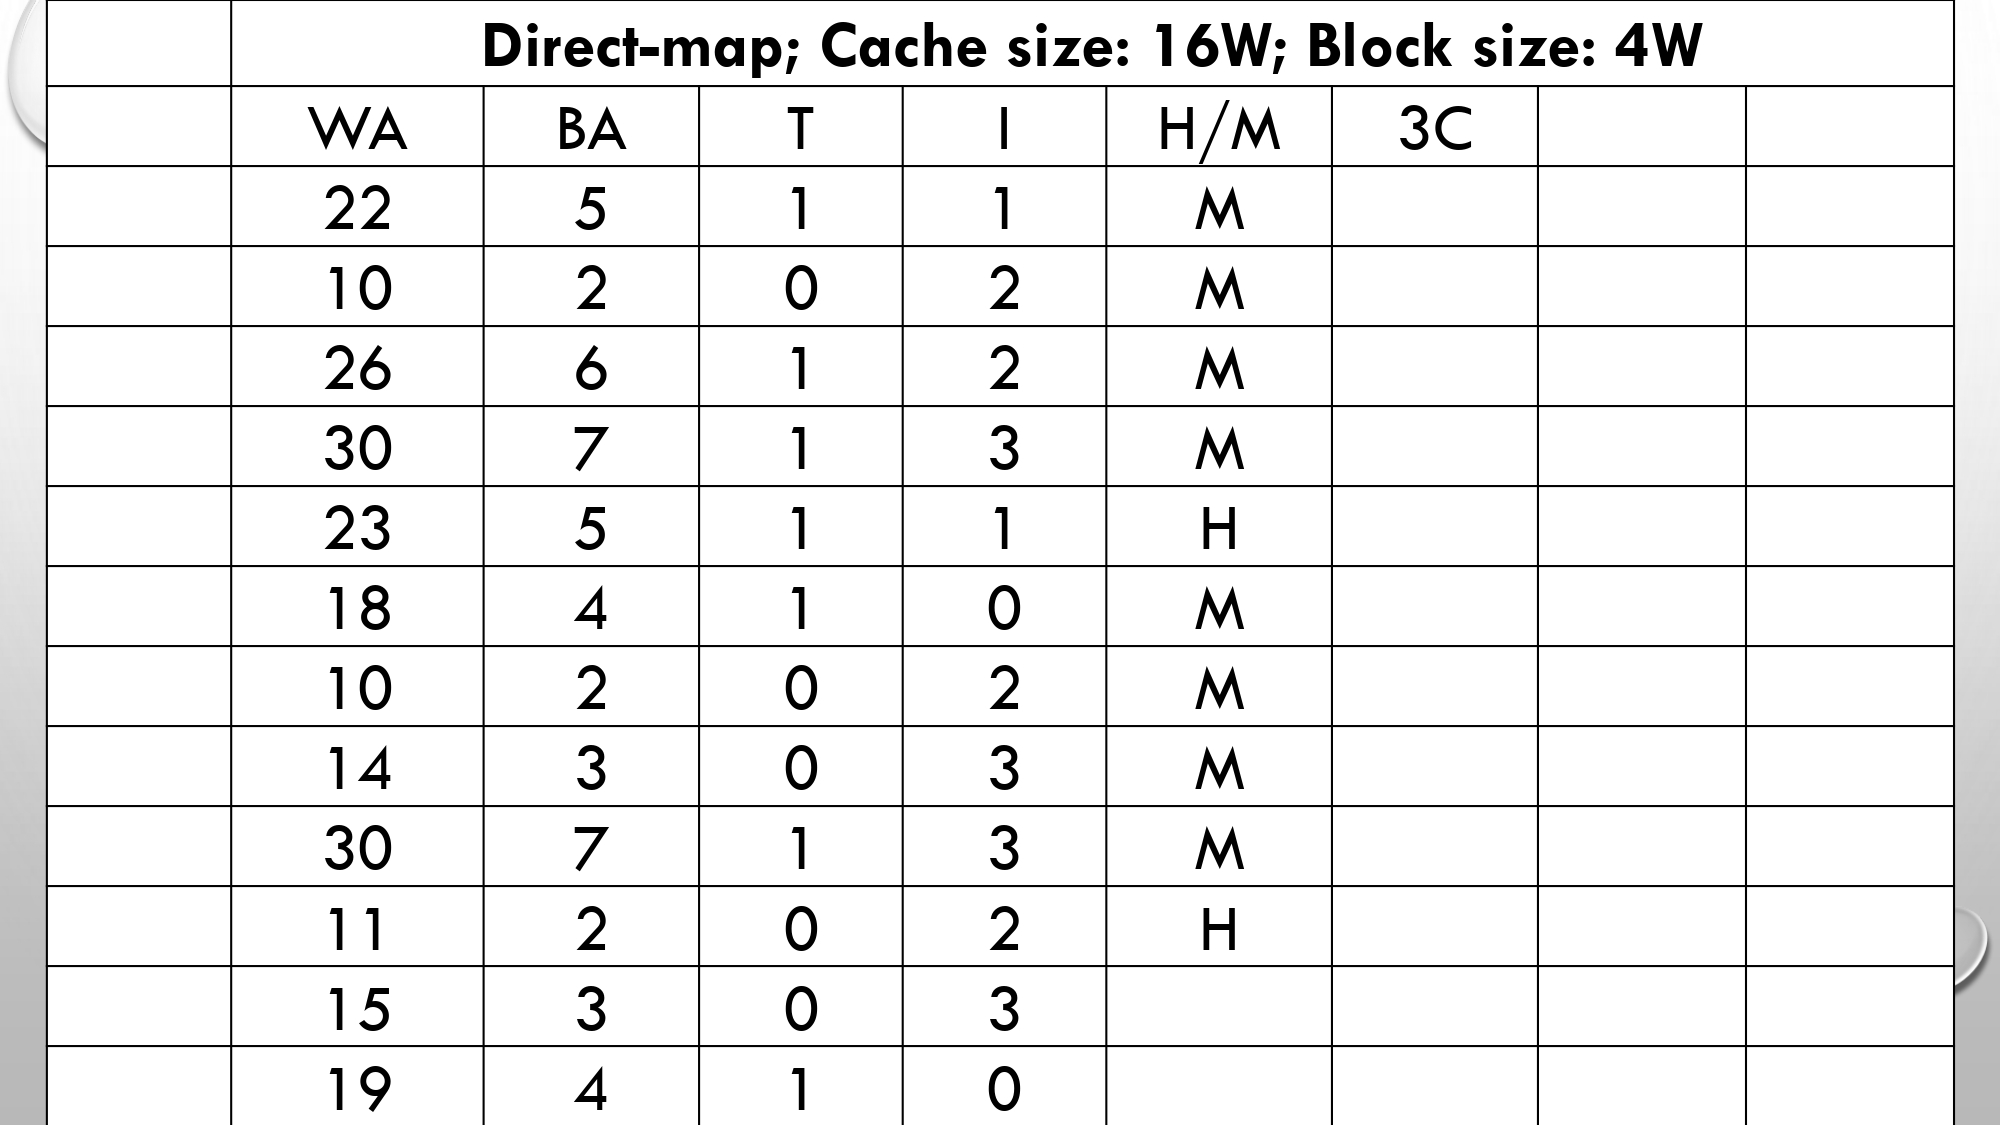 Direct-map; Cache size: 16W; Block size: 4W
WA BA T I H/M 3C
22 5 1 1 M
10 2 0 2 M
26 6 1 2 M
30 7 1 3 M
23 5 1 1 H
18 4 1 0 M
10 2 0 2 M
14 3 0 3 M
30 7 1 3 M
11 2 0 2 H
15 3 0 3
19 4 1 0